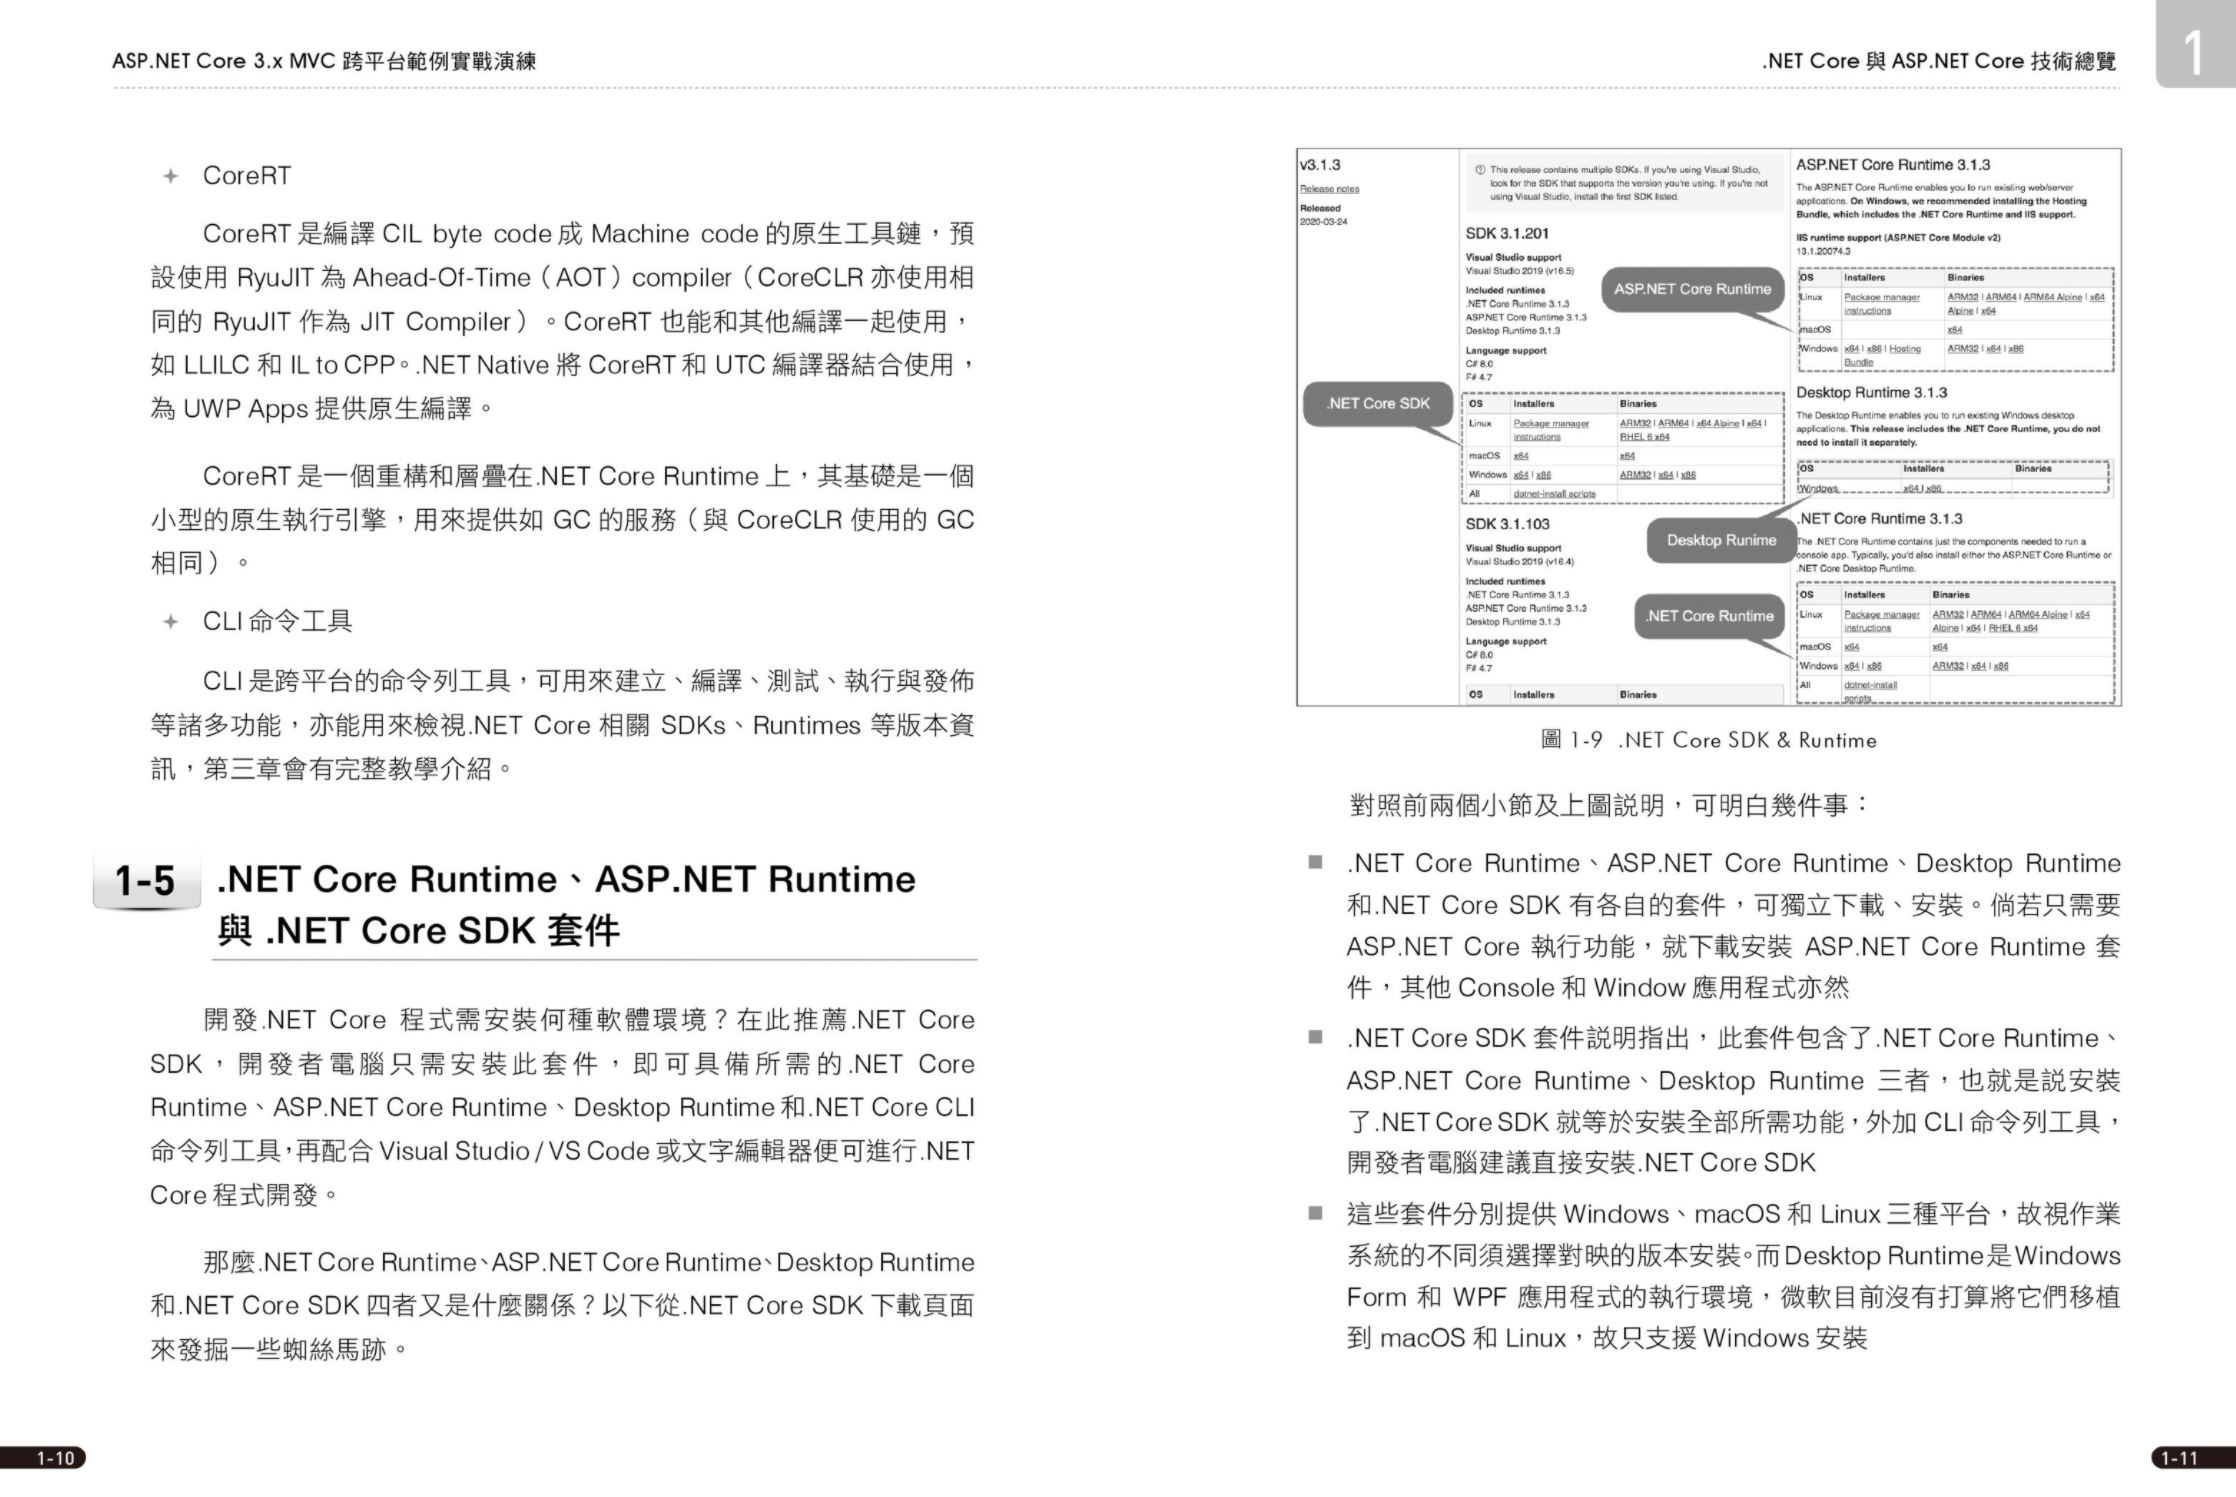 ASP.NET Core 3.x MVC 跨平台範例實戰演練
✦ CoreRT
CoreRT 是編譯 CIL byte code 成 Machine code 的原生工具鏈，預
設使用 RyuJIT 為 Ahead-Of-Time（AOT）compiler（CoreCLR 亦使用相
同的 RyuJIT 作為 JIT Compiler）。CoreRT 也能和其他編譯一起使用，
如 LLILC 和 IL to CPP。.NET Native 將 CoreRT 和 UTC 編譯器結合使用，
為 UWP Apps 提供原生編譯。
CoreRT 是一個重構和層疊在.NET Core Runtime 上，其基礎是一個
小型的原生執行引擎，用來提供如 GC 的服務（與 CoreCLR 使用的 GC
相同）。
✦ CLI 命令工具
CLI 是跨平台的命令列工具，可用來建立、編譯、測試、執行與發佈
等諸多功能，亦能用來檢視.NET Core 相關 SDKs、Runtimes 等版本資
訊，第三章會有完整教學介紹。
1-5 .NET Core Runtime、ASP.NET Runtime
與 .NET Core SDK 套件
開發.NET Core 程式需安裝何種軟體環境？在此推薦.NET Core
SDK，開發者電腦只需安裝此套件，即可具備所需的.NET Core
Runtime、ASP.NET Core Runtime、Desktop Runtime 和.NET Core CLI
命令列工具，再配合 Visual Studio / VS Code 或文字編輯器便可進行.NET
Core 程式開發。
那麼.NET Core Runtime、ASP.NET Core Runtime、Desktop Runtime
和.NET Core SDK 四者又是什麼關係？以下從.NET Core SDK 下載頁面
來發掘一些蜘絲馬跡。
1-10
.NET Core 與 ASP.NET Core 技術總覽
1
v3.1.3
Release notes
Released
2020-03-24
.NET Core SDK
This release contains multiple SDKs. If you're using Visual Studio,
look for the SDK that supports the version you're using. If you're not
using Visual Studio, install the first SDK listed.
SDK 3.1.201
Visual Studio support
Visual Studio 2019 (v16.5)
Included runtimes
.NET Core Runtime 3.1.3
ASP.NET Core Runtime 3.1.3
Desktop Runtime 3.1.3
Language support
C# 8.0
F# 4.7
OS Installers Binaries
Linux Package manager ARM32 | ARM64 | x64 Alpine | x64 |
instructions RHEL 6 x64
macOS x64 x64
Windows x64 | x86 ARM32 | x64 | x86
All dotnet-install scripts
SDK 3.1.103
Visual Studio support
Visual Studio 2019 (v16.4)
Included runtimes
.NET Core Runtime 3.1.3
ASP.NET Core Runtime 3.1.3
Desktop Runtime 3.1.3
Language support
C# 8.0
F# 4.7
OS Installers Binaries
ASP.NET Core Runtime
Desktop Runime
.NET Core Runtime
ASP.NET Core Runtime 3.1.3
The ASP.NET Core Runtime enables you to run existing web/server
applications. On Windows, we recommended installing the Hosting
Bundle, which includes the .NET Core Runtime and IIS support.
IIS runtime support (ASP.NET Core Module v2)
13.1.20074.3
OS Installers Binaries
Linux Package manager ARM32 | ARM64 | ARM64 Alpine | x64
instructions Alpine | x64
macOS x64
Windows x64 | x86 | Hosting ARM32 | x64 | x86
Bundle
Desktop Runtime 3.1.3
The Desktop Runtime enables you to run existing Windows desktop
applications. This release includes the .NET Core Runtime, you do not
need to install it separately.
OS Installers Binaries
Windows x64 | x86
.NET Core Runtime 3.1.3
The .NET Core Runtime contains just the components needed to run a
console app. Typically, you'd also install either the ASP.NET Core Runtime or
.NET Core Desktop Runtime.
OS Installers Binaries
Linux Package manager ARM32 | ARM64 | ARM64 Alpine | x64
instructions Alpine | x64 | RHEL 6 x64
macOS x64 x64
Windows x64 | x86 ARM32 | x64 | x86
All dotnet-install
scripts
圖 1-9 .NET Core SDK & Runtime
對照前兩個小節及上圖説明，可明白幾件事：
■ .NET Core Runtime、ASP.NET Core Runtime、Desktop Runtime
和.NET Core SDK 有各自的套件，可獨立下載、安裝。倘若只需要
ASP.NET Core 執行功能，就下載安裝 ASP.NET Core Runtime 套
件，其他 Console 和 Window 應用程式亦然
■ .NET Core SDK 套件説明指出，此套件包含了.NET Core Runtime、
ASP.NET Core Runtime、Desktop Runtime 三者，也就是説安裝
了.NET Core SDK 就等於安裝全部所需功能，外加 CLI 命令列工具，
開發者電腦建議直接安裝.NET Core SDK
■ 這些套件分別提供 Windows、macOS 和 Linux 三種平台，故視作業
系統的不同須選擇對映的版本安裝。而 Desktop Runtime 是 Windows
Form 和 WPF 應用程式的執行環境，微軟目前沒有打算將它們移植
到 macOS 和 Linux，故只支援 Windows 安裝
1-11